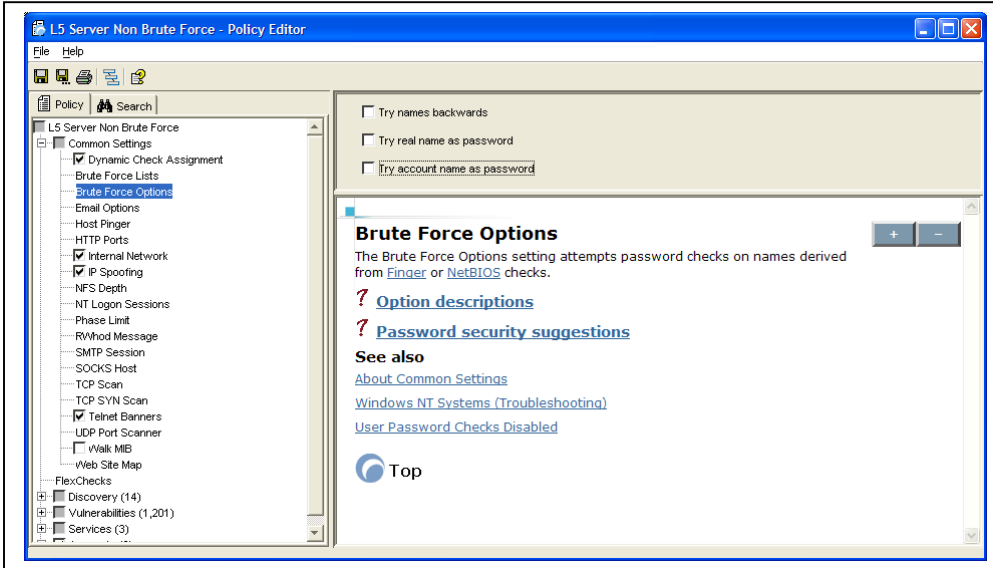 L5 Server Non Brute Force - Policy Editor
File Help
Policy Search
L5 Server Non Brute Force
Common Settings
Dynamic Check Assignment
Brute Force Lists
Brute Force Options
Email Options
Host Pinger
HTTP Ports
Internal Network
IP Spoofing
NFS Depth
NT Logon Sessions
Phase Limit
RWhod Message
SMTP Session
SOCKS Host
TCP Scan
TCP SYN Scan
Telnet Banners
UDP Port Scanner
Walk MIB
Web Site Map
FlexChecks
Discovery (14)
Vulnerabilities (1,201)
Services (3)
Try names backwards
Try real name as password
Try account name as password
Brute Force Options
+ −
The Brute Force Options setting attempts password checks on names derived
from Finger or NetBIOS checks.
? Option descriptions
? Password security suggestions
See also
About Common Settings
Windows NT Systems (Troubleshooting)
User Password Checks Disabled
Top